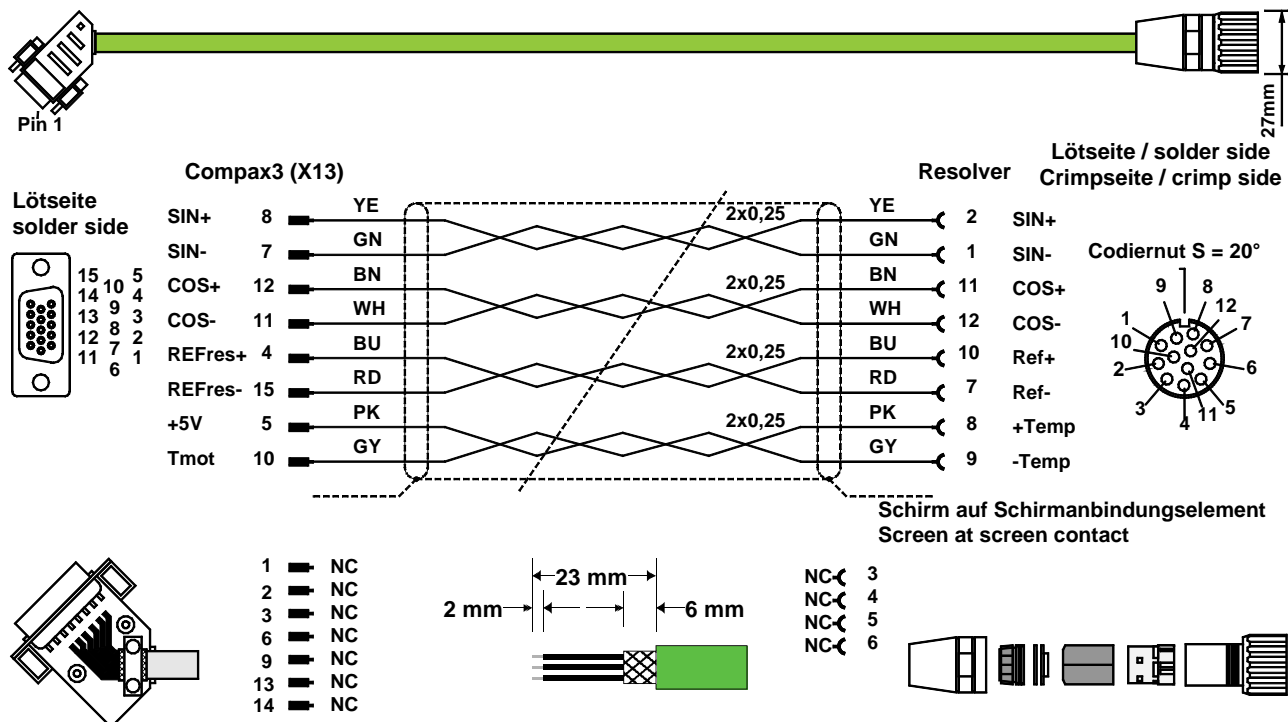 Pin 1
27mm
Compax3 (X13)
Resolver
Lötseite / solder side
Crimpseite / crimp side
Lötseite
solder side
15 10 5
14 9 4
13 8 3
12 7 2
11 6 1
SIN+ 8 YE 2x0,25 YE 2 SIN+
SIN- 7 GN GN 1 SIN-
COS+ 12 BN 2x0,25 BN 11 COS+
COS- 11 WH WH 12 COS-
REFres+ 4 BU 2x0,25 BU 10 Ref+
REFres- 15 RD RD 7 Ref-
+5V 5 PK 2x0,25 PK 8 +Temp
Tmot 10 GY GY 9 -Temp
Codiernut S = 20°
9 8
1 12 7
10
2 6
3 4 11 5
Schirm auf Schirmanbindungselement
Screen at screen contact
1 NC
2 NC
3 NC
6 NC
9 NC
13 NC
14 NC
23 mm
2 mm 6 mm
NC 3
NC 4
NC 5
NC 6